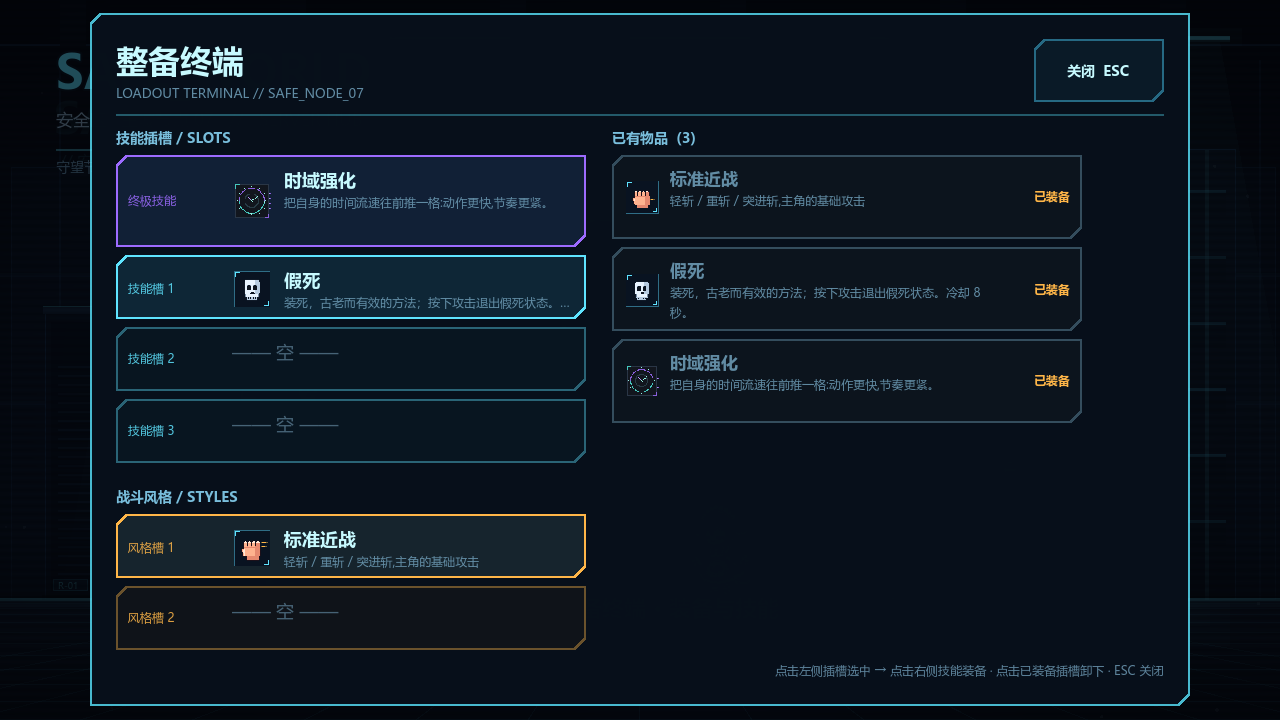 整备终端
LOADOUT TERMINAL // SAFE_NODE_07
关闭 ESC
技能插槽 / SLOTS
终极技能
时域强化
把自身的时间流速往前推一格:动作更快,节奏更紧。
技能槽 1
假死
装死，古老而有效的方法；按下攻击退出假死状态。...
技能槽 2
—— 空 ——
技能槽 3
—— 空 ——
战斗风格 / STYLES
风格槽 1
标准近战
轻斩 / 重斩 / 突进斩,主角的基础攻击
风格槽 2
—— 空 ——
已有物品（3）
标准近战
轻斩 / 重斩 / 突进斩,主角的基础攻击
已装备
假死
装死，古老而有效的方法；按下攻击退出假死状态。冷却 8
秒。
已装备
时域强化
把自身的时间流速往前推一格:动作更快,节奏更紧。
已装备
点击左侧插槽选中 → 点击右侧技能装备 · 点击已装备插槽卸下 · ESC 关闭
SA
安全
守望